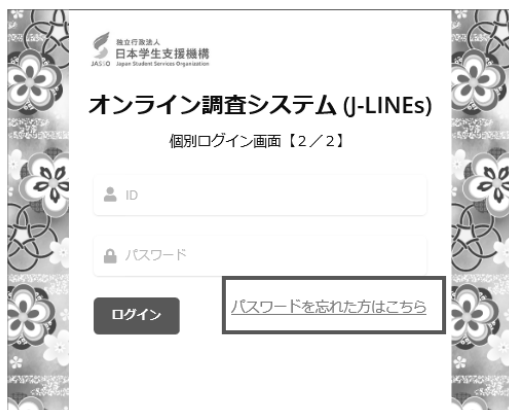 独立行政法人
日本学生支援機構
JASSO Japan Student Services Organization
オンライン調査システム (J-LINEs)
個別ログイン画面【2／2】
ID
パスワード
ログイン
パスワードを忘れた方はこちら